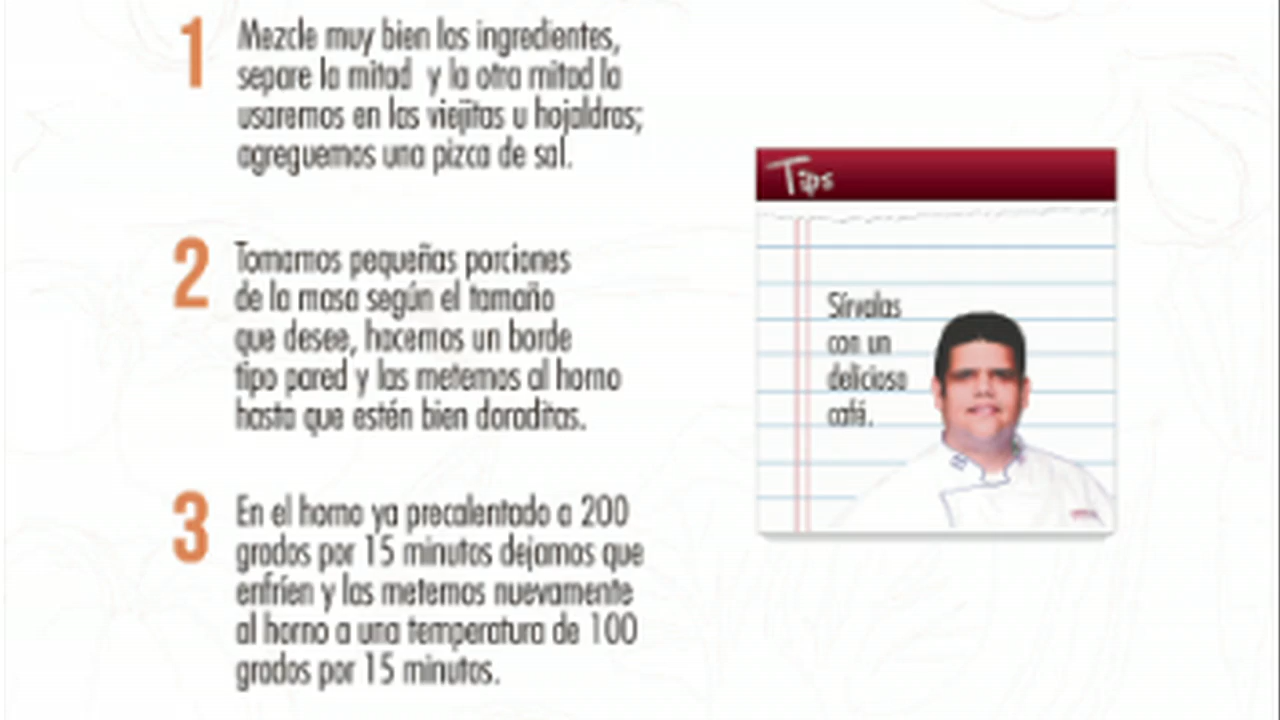 1
Mezcle muy bien los ingredientes,
separe la mitad y la otra mitad la
usaremos en las viejitas u hojaldras;
agreguemos una pizca de sal.
2
Tomamos pequeñas porciones
de la masa según el tamaño
que desee, hacemos un borde
tipo pared y las metemos al horno
hasta que estén bien doraditas.
3
En el horno ya precalentado a 200
grados por 15 minutos dejamos que
enfríen y las metemos nuevamente
al horno a una temperatura de 100
grados por 15 minutos.
Tips
Sírvalas
con un
delicioso
café.